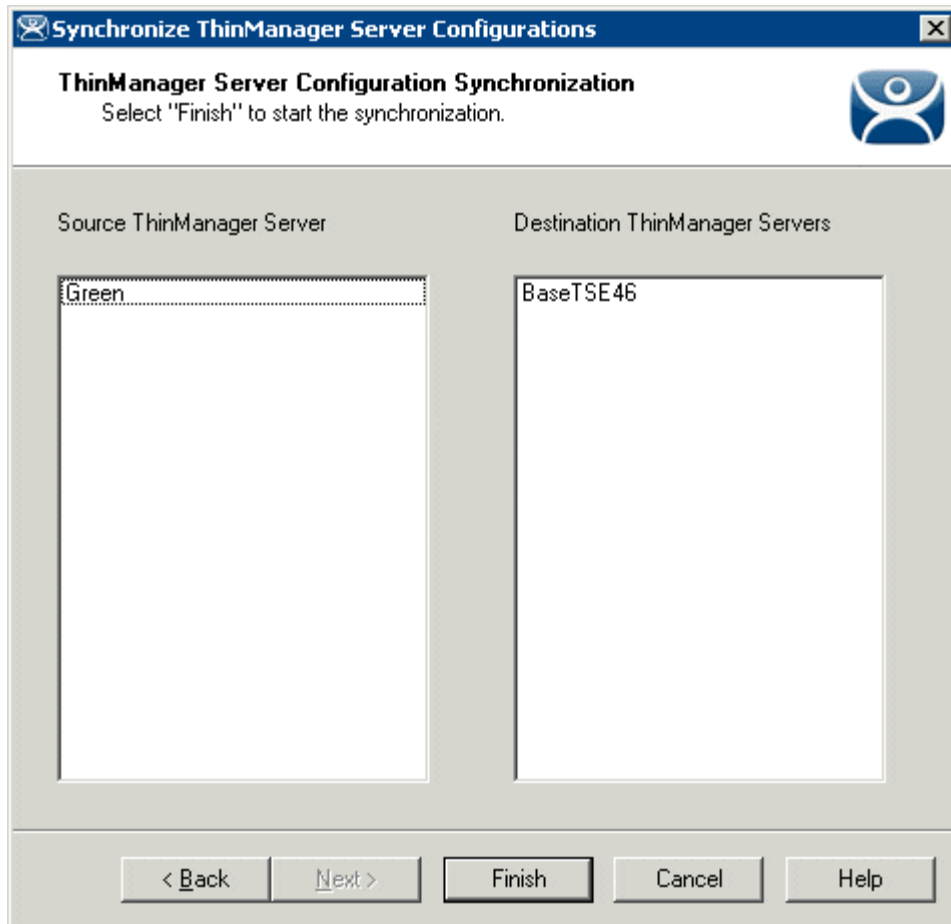 Synchronize ThinManager Server Configurations
ThinManager Server Configuration Synchronization
Select "Finish" to start the synchronization.
Source ThinManager Server
Destination ThinManager Servers
Green
BaseTSE46
< Back
Next >
Finish
Cancel
Help